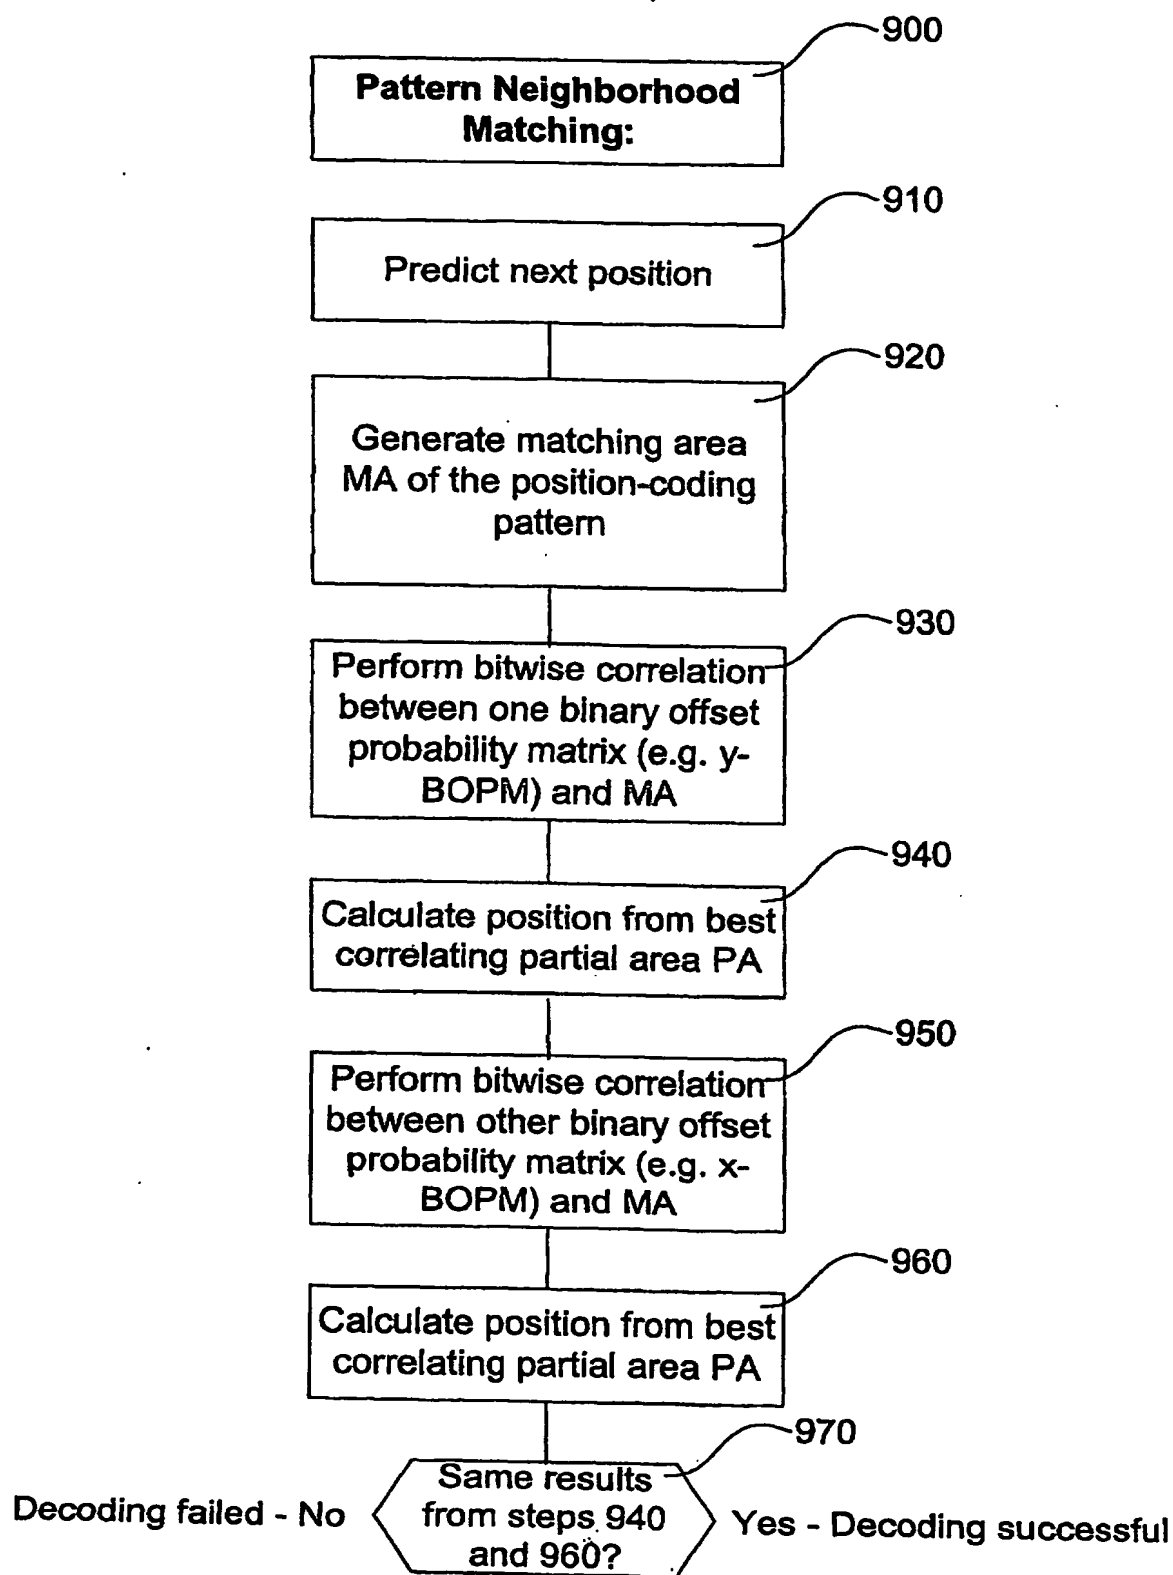 900
Pattern Neighborhood
Matching:
910
Predict next position
920
Generate matching area
MA of the position-coding
pattern
930
Perform bitwise correlation
between one binary offset
probability matrix (e.g. y-
BOPM) and MA
940
Calculate position from best
correlating partial area PA
950
Perform bitwise correlation
between other binary offset
probability matrix (e.g. x-
BOPM) and MA
960
Calculate position from best
correlating partial area PA
970
Same results
from steps 940
and 960?
Decoding failed - No
Yes - Decoding successful